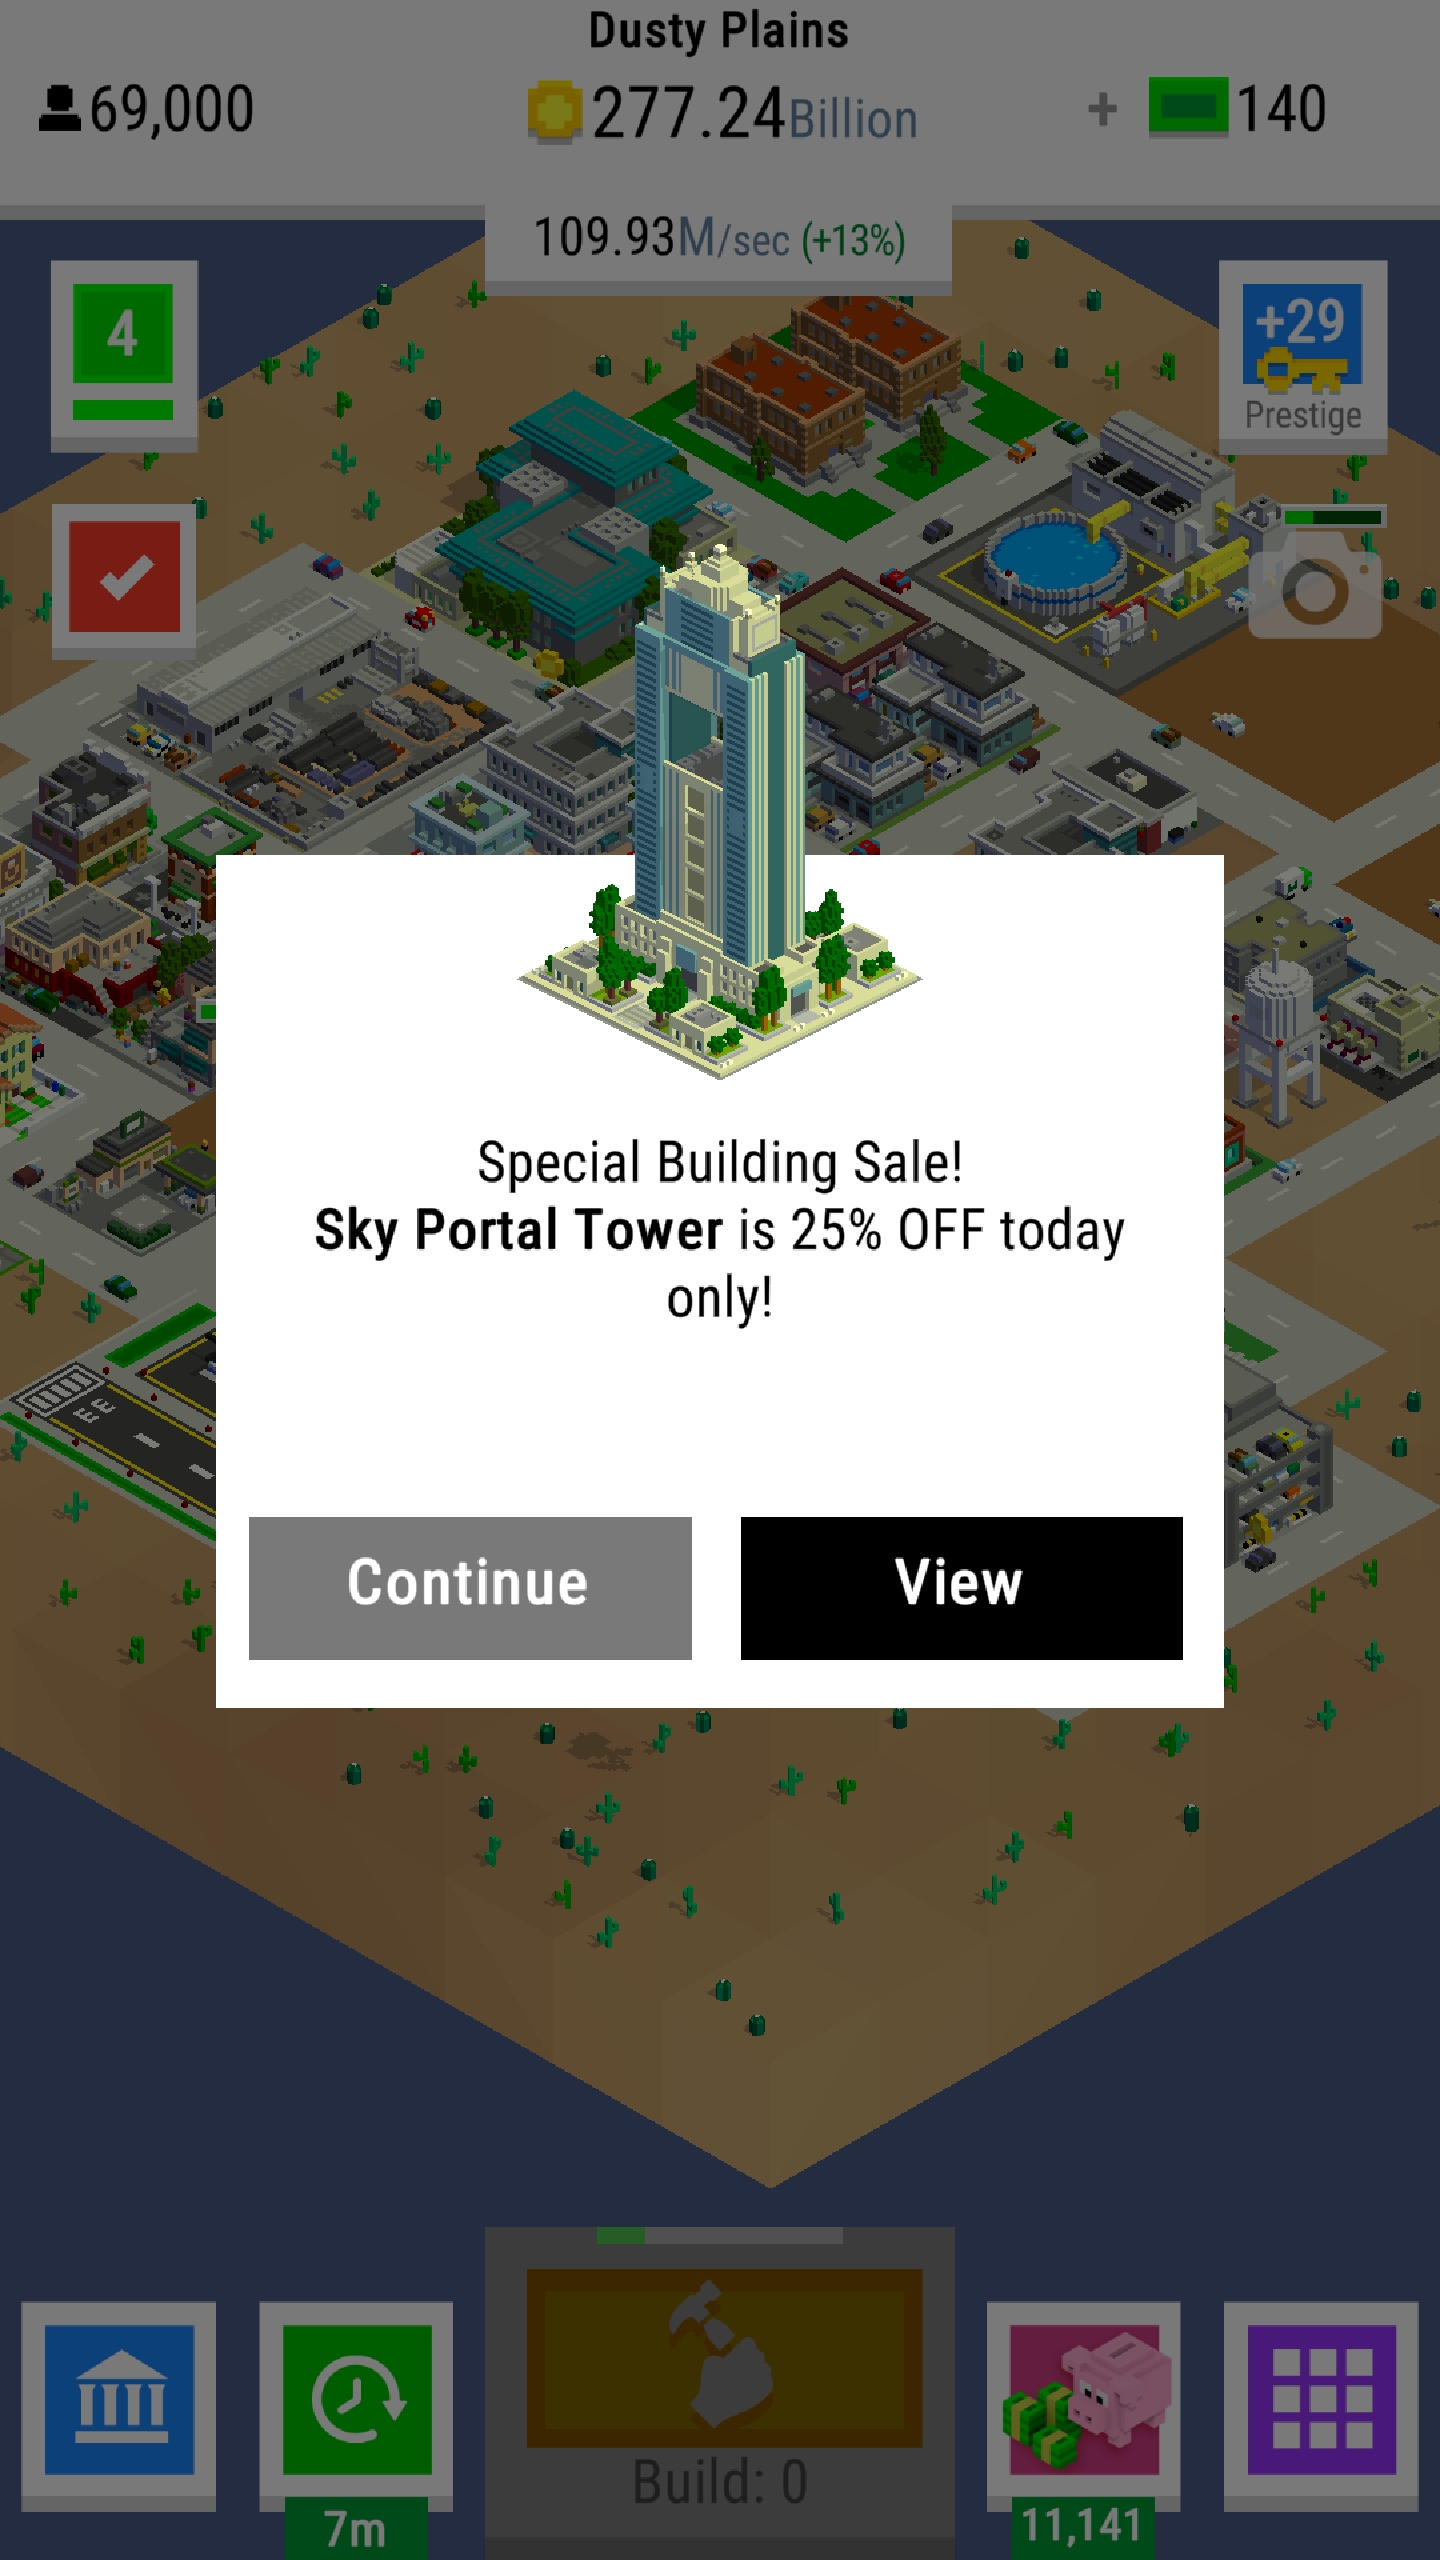 Dusty Plains
69,000
277.24Billion
+ 140
109.93M/sec (+13%)
4
+29
Prestige
Special Building Sale!
Sky Portal Tower is 25% OFF today
only!
Continue
View
Build: 0
7m
11,141